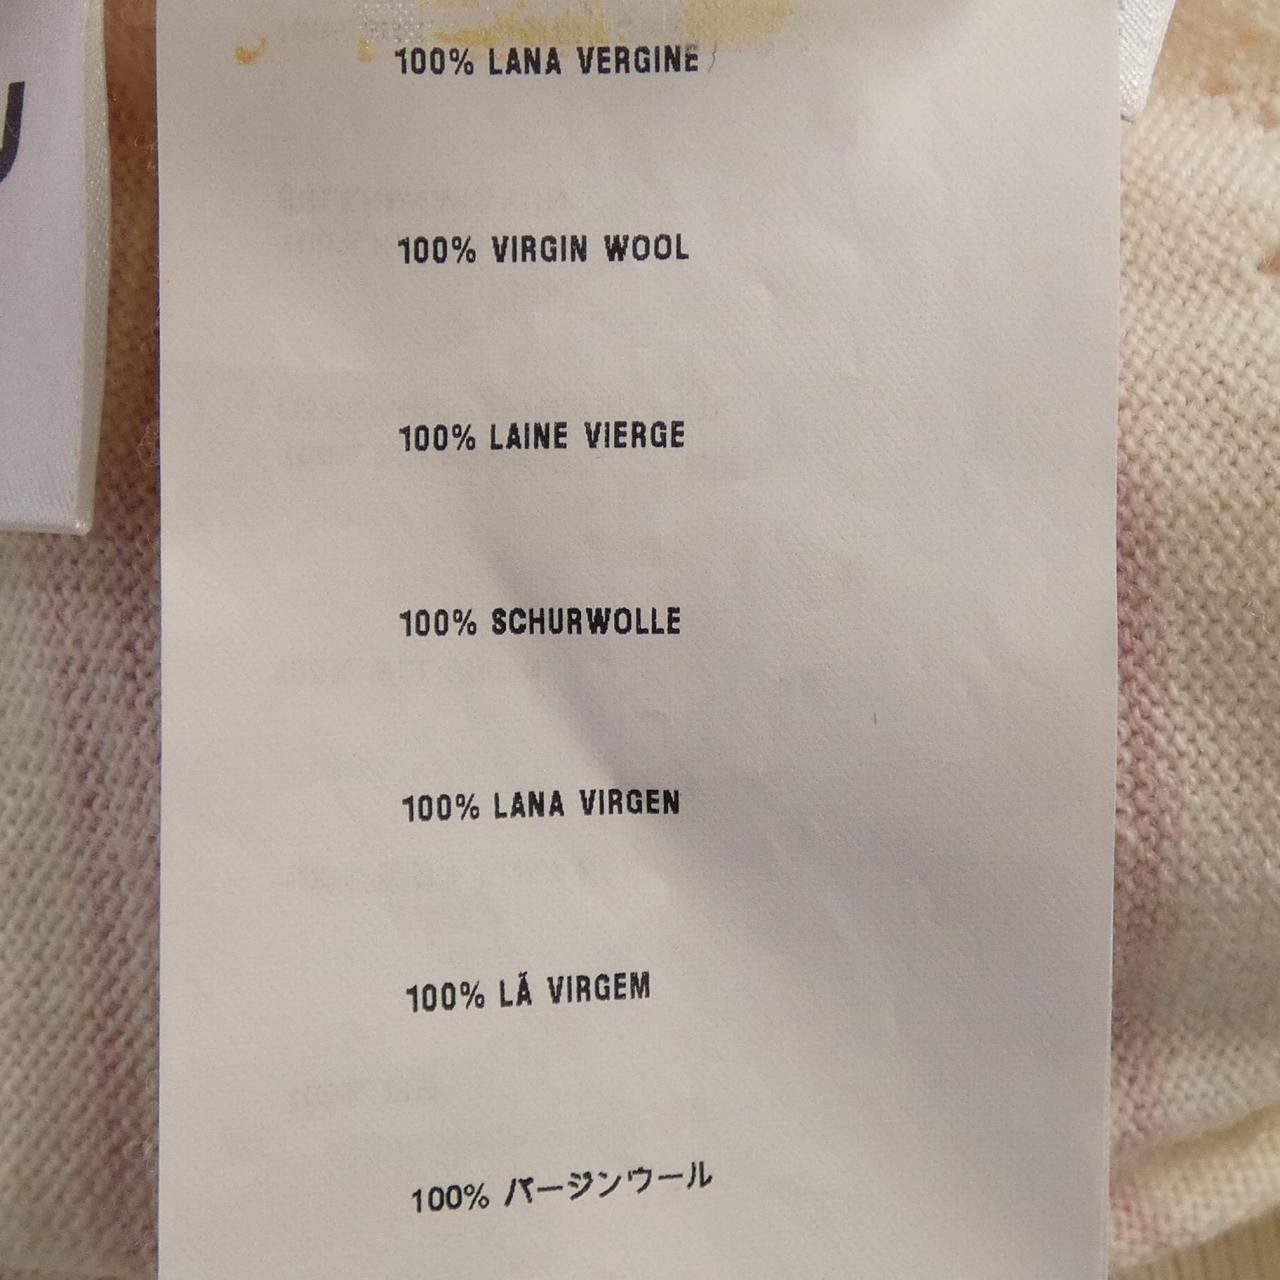 100% LANA VERGINE
100% VIRGIN WOOL
100% LAINE VIERGE
100% SCHURWOLLE
100% LANA VIRGEN
100% LÃ VIRGEM
100% バージンウール